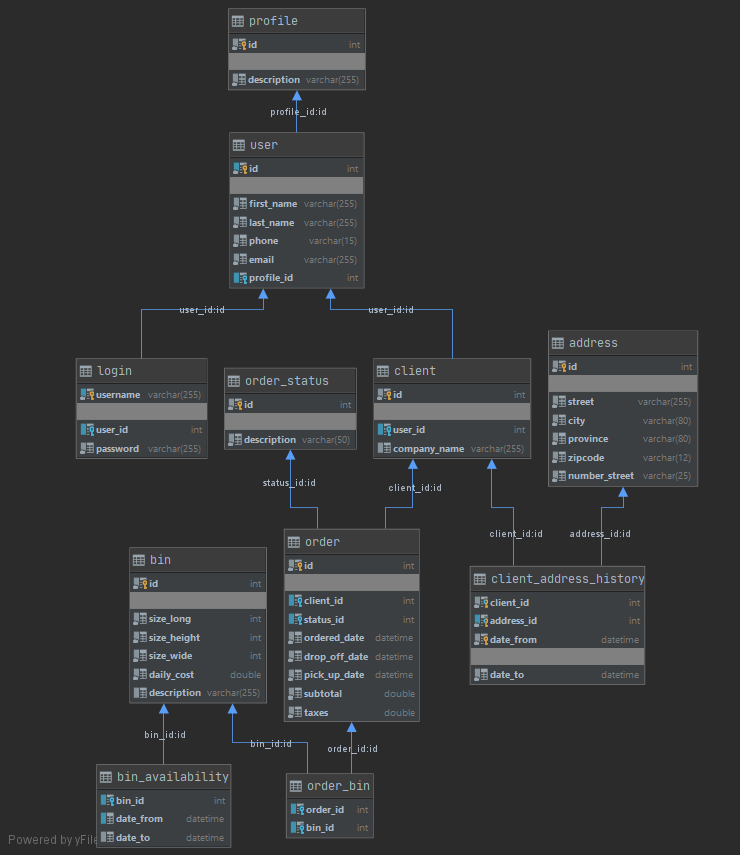 profile
id int
description varchar(255)
profile_id:id
user
id int
first_name varchar(255)
last_name varchar(255)
phone varchar(15)
email varchar(255)
profile_id int
user_id:id
user_id:id
login
username varchar(255)
user_id int
password varchar(255)
order_status
id int
description varchar(50)
client
id int
user_id int
company_name varchar(255)
address
id int
street varchar(255)
city varchar(80)
province varchar(80)
zipcode varchar(12)
number_street varchar(25)
status_id:id
client_id:id
client_id:id
address_id:id
order
id int
client_id int
status_id int
ordered_date datetime
drop_off_date datetime
pick_up_date datetime
subtotal double
taxes double
bin
id int
size_long int
size_height int
size_wide int
daily_cost double
description varchar(255)
client_address_history
client_id int
address_id int
date_from datetime
date_to datetime
bin_id:id
bin_id:id
order_id:id
bin_availability
bin_id int
date_from datetime
date_to datetime
order_bin
order_id int
bin_id int
Powered by yFile